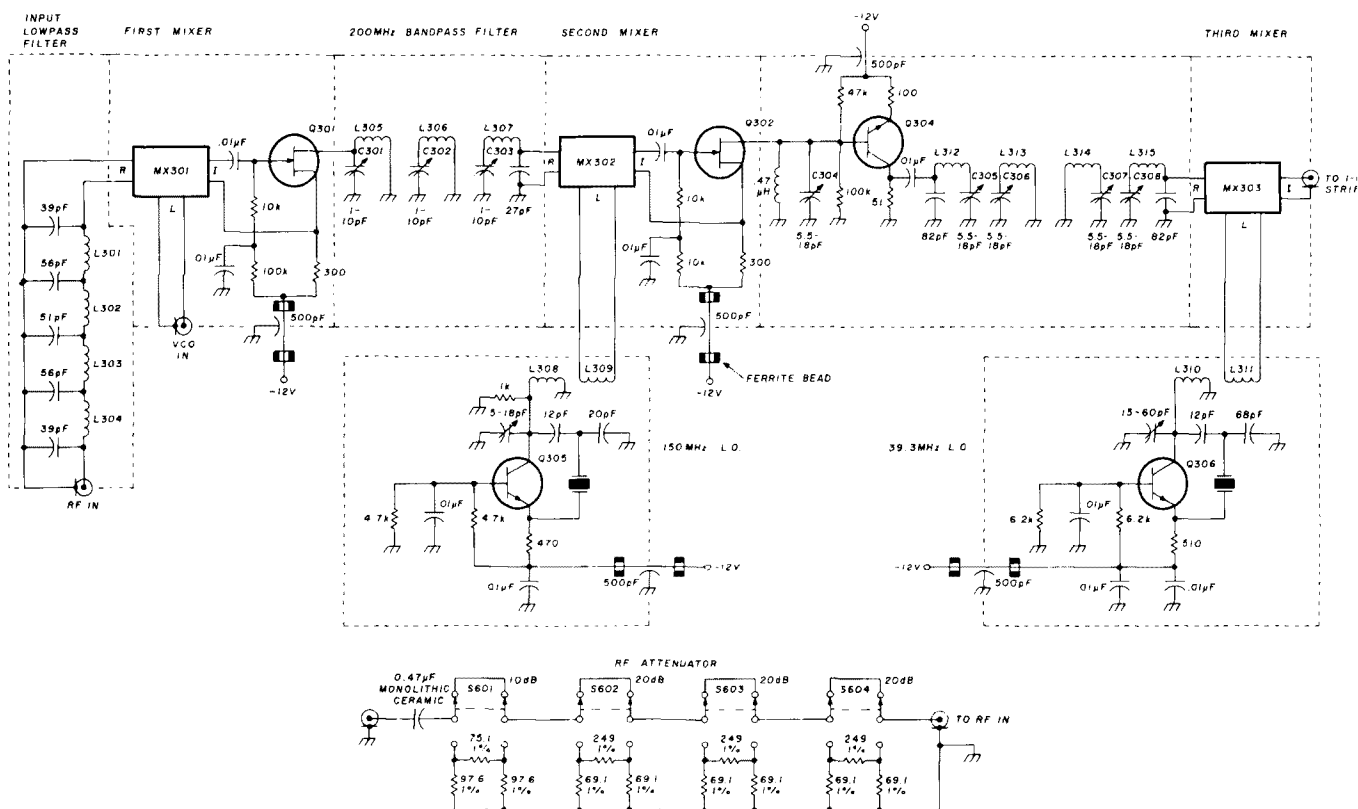 INPUT
LOWPASS
FILTER
FIRST MIXER
200MHz BANDPASS FILTER
SECOND MIXER
THIRD MIXER
-12V
500pF
47k
100
Q301
L305
L306
L307
Q302
Q304
.01µF
C301
C302
C303
.01µF
.01µF
L312
L313
L314
L315
R
MX301
I
R
MX302
I
R
MX303
I
TO I-F
STRIP
L
L
L
.47
µH
C304
C305
C306
C307
C308
39pF
10k
1-
10pF
1-
10pF
1-
10pF
27pF
10k
5.5-
18pF
100k
51
82pF
5.5-
18pF
5.5-
18pF
5.5-
18pF
5.5-
18pF
82pF
L301
.01µF
100k
300
.01µF
10k
300
56pF
L302
51pF
VCO
IN
500pF
500pF
L303
56pF
-12V
L308
L309
FERRITE BEAD
-12V
L310
L311
L304
39pF
1k
5-18pF
12pF
20pF
150MHz L.O.
15-60pF
12pF
68pF
39.3MHz L.O.
RF IN
Q305
Q306
4.7k
.01µF
4.7k
470
6.2k
.01µF
6.2k
510
-12V
500pF
.01µF
-12V
500pF
.01µF
.01µF
RF ATTENUATOR
0.47µF
MONOLITHIC
CERAMIC
S601
10dB
S602
20dB
S603
20dB
S604
20dB
TO RF IN
75.1
1%
249
1%
249
1%
249
1%
97.6
1%
97.6
1%
69.1
1%
69.1
1%
69.1
1%
69.1
1%
69.1
1%
69.1
1%